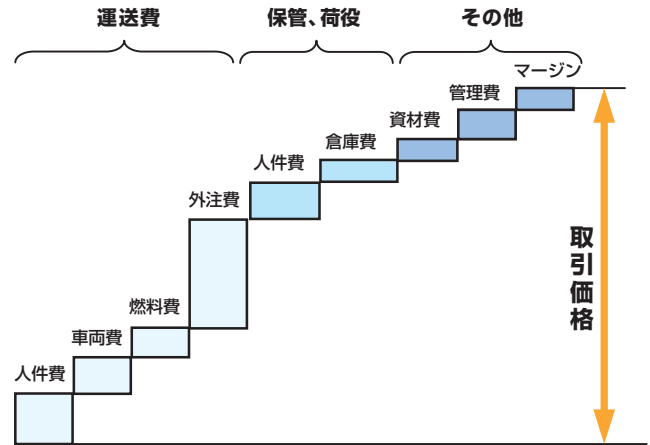 運送費
保管、荷役
その他
人件費
車両費
燃料費
外注費
人件費
倉庫費
資材費
管理費
マージン
取引価格